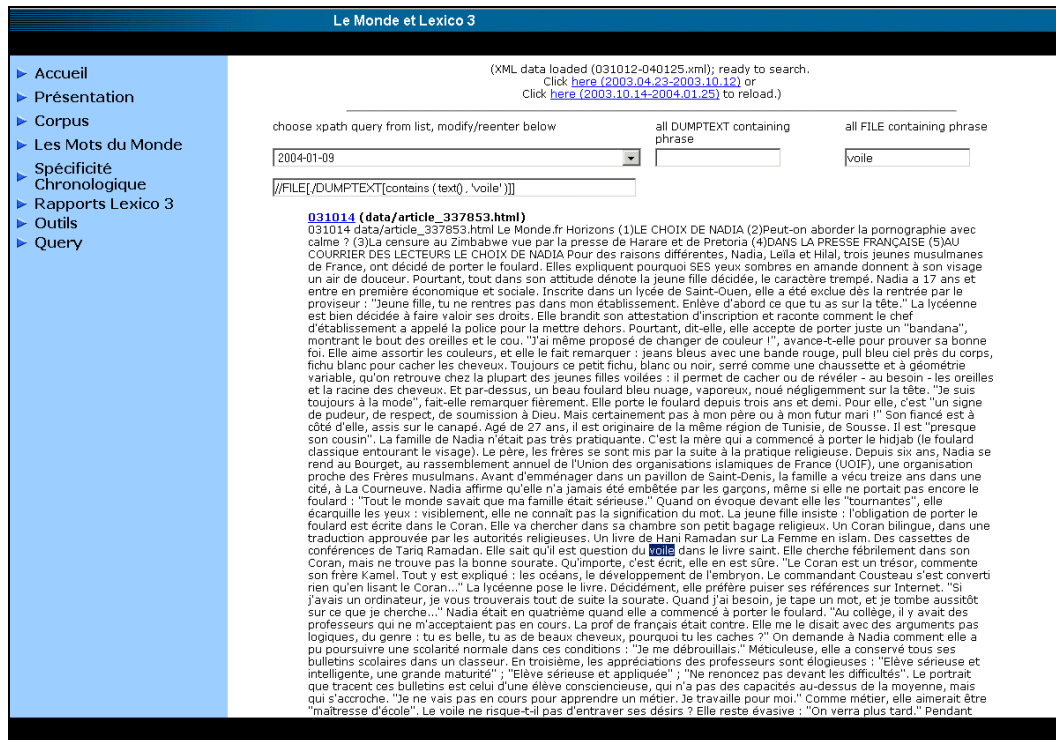 Le Monde et Lexico 3
Accueil
Présentation
Corpus
Les Mots du Monde
Spécificité
Chronologique
Rapports Lexico 3
Outils
Query
(XML data loaded (031012-040125.xml); ready to search.
Click here (2003.04.23-2003.10.12) or
Click here (2003.10.14-2004.01.25) to reload.)
choose xpath query from list, modify/reenter below
all DUMPTEXT containing
phrase
all FILE containing phrase
2004-01-09
voile
//FILE[./DUMPTEXT[contains ( text() , 'voile' )]]
031014 (data/article_337853.html)
031014 data/article_337853.html Le Monde.fr Horizons (1)LE CHOIX DE NADIA (2)Peut-on aborder la pornographie avec
calme ? (3)La censure au Zimbabwe vue par la presse de Harare et de Pretoria (4)DANS LA PRESSE FRANÇAISE (5)AU
COURRIER DES LECTEURS LE CHOIX DE NADIA Pour des raisons différentes, Nadia, Leïla et Hilal, trois jeunes musulmanes
de France, ont décidé de porter le foulard. Elles expliquent pourquoi SES yeux sombres en amande donnent à son visage
un air de douceur. Pourtant, tout dans son attitude dénote la jeune fille décidée, le caractère trempé. Nadia a 17 ans et
entre en première économique et sociale. Inscrite dans un lycée de Saint-Ouen, elle a été exclue dès la rentrée par le
proviseur : "Jeune fille, tu ne rentres pas dans mon établissement. Enlève d'abord ce que tu as sur la tête." La lycéenne
est bien décidée à faire valoir ses droits. Elle brandit son attestation d'inscription et raconte comment le chef
d'établissement a appelé la police pour la mettre dehors. Pourtant, dit-elle, elle accepte de porter juste un "bandana",
montrant le bout des oreilles et le cou. "J'ai même proposé de changer de couleur !", avance-t-elle pour prouver sa bonne
foi. Elle aime assortir les couleurs, et elle le fait remarquer : jeans bleus avec une bande rouge, pull bleu ciel près du corps,
fichu blanc pour cacher les cheveux. Toujours ce petit fichu, blanc ou noir, serré comme une chaussette et à géométrie
variable, qu'on retrouve chez la plupart des jeunes filles voilées : il permet de cacher ou de révéler - au besoin - les oreilles
et la racine des cheveux. Et par-dessus, un beau foulard bleu nuage, vaporeux, noué négligemment sur la tête. "Je suis
toujours à la mode", fait-elle remarquer fièrement. Elle porte le foulard depuis trois ans et demi. Pour elle, c'est "un signe
de pudeur, de respect, de soumission à Dieu. Mais certainement pas à mon père ou à mon futur mari !" Son fiancé est à
côté d'elle, assis sur le canapé. Agé de 27 ans, il est originaire de la même région de Tunisie, de Sousse. Il est "presque
son cousin". La famille de Nadia n'était pas très pratiquante. C'est la mère qui a commencé à porter le hidjab (le foulard
classique entourant le visage). Le père, les frères se sont mis par la suite à la pratique religieuse. Depuis six ans, Nadia se
rend au Bourget, au rassemblement annuel de l'Union des organisations islamiques de France (UOIF), une organisation
proche des Frères musulmans. Avant d'emménager dans un pavillon de Saint-Denis, la famille a vécu treize ans dans une
cité, à La Courneuve. Nadia affirme qu'elle n'a jamais été embêtée par les garçons, même si elle ne portait pas encore le
foulard : "Tout le monde savait que ma famille était sérieuse." Quand on évoque devant elle les "tournantes", elle
écarquille les yeux : visiblement, elle ne connaît pas la signification du mot. La jeune fille insiste : l'obligation de porter le
foulard est écrite dans le Coran. Elle va chercher dans sa chambre son petit bagage religieux. Un Coran bilingue, dans une
traduction approuvée par les autorités religieuses. Un livre de Hani Ramadan sur La Femme en islam. Des cassettes de
conférences de Tariq Ramadan. Elle sait qu'il est question du voile dans le livre saint. Elle cherche fébrilement dans son
Coran, mais ne trouve pas la bonne sourate. Qu'importe, c'est écrit, elle en est sûre. "Le Coran est un trésor, commente
son frère Kamel. Tout y est expliqué : les océans, le développement de l'embryon. Le commandant Cousteau s'est converti
rien qu'en lisant le Coran..." La lycéenne pose le livre. Décidément, elle préfère puiser ses références sur Internet. "Si
j'avais un ordinateur, je vous trouverais tout de suite la sourate. Quand j'ai besoin, je tape un mot, et je tombe aussitôt
sur ce que je cherche..." Nadia était en quatrième quand elle a commencé à porter le foulard. "Au collège, il y avait des
professeurs qui ne m'acceptaient pas en cours. La prof de français était contre. Elle me le disait avec des arguments pas
logiques, du genre : tu es belle, tu as de beaux cheveux, pourquoi tu les caches ?" On demande à Nadia comment elle a
pu poursuivre une scolarité normale dans ces conditions : "Je me débrouillais." Méticuleuse, elle a conservé tous ses
bulletins scolaires dans un classeur. En troisième, les appréciations des professeurs sont élogieuses : "Elève sérieuse et
intelligente, une grande maturité" ; "Elève sérieuse et appliquée" ; "Ne renoncez pas devant les difficultés". Le portrait
que tracent ces bulletins est celui d'une élève consciencieuse, qui n'a pas des capacités au-dessus de la moyenne, mais
qui s'accroche. "Je ne vais pas en cours pour apprendre un métier. Je travaille pour moi." Comme métier, elle aimerait être
"maîtresse d'école". Le voile ne risque-t-il pas d'entraver ses désirs ? Elle reste évasive : "On verra plus tard." Pendant